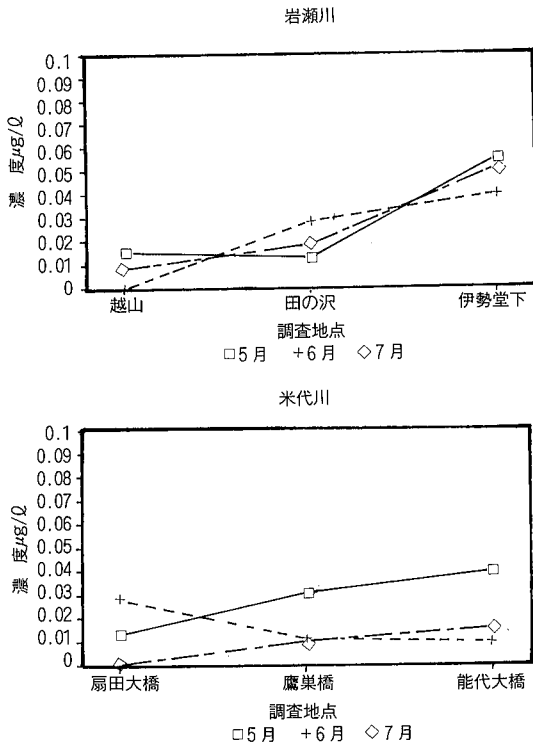 岩瀬川
0.1
0.09
0.08
0.07
0.06
0.05
0.04
0.03
0.02
0.01
0
濃 度μg/ℓ
越山 田の沢 伊勢堂下
調査地点
□5月 +6月 ◇7月
米代川
0.1
0.09
0.08
0.07
0.06
0.05
0.04
0.03
0.02
0.01
0
濃 度μg/ℓ
扇田大橋 鷹巣橋 能代大橋
調査地点
□5月 +6月 ◇7月